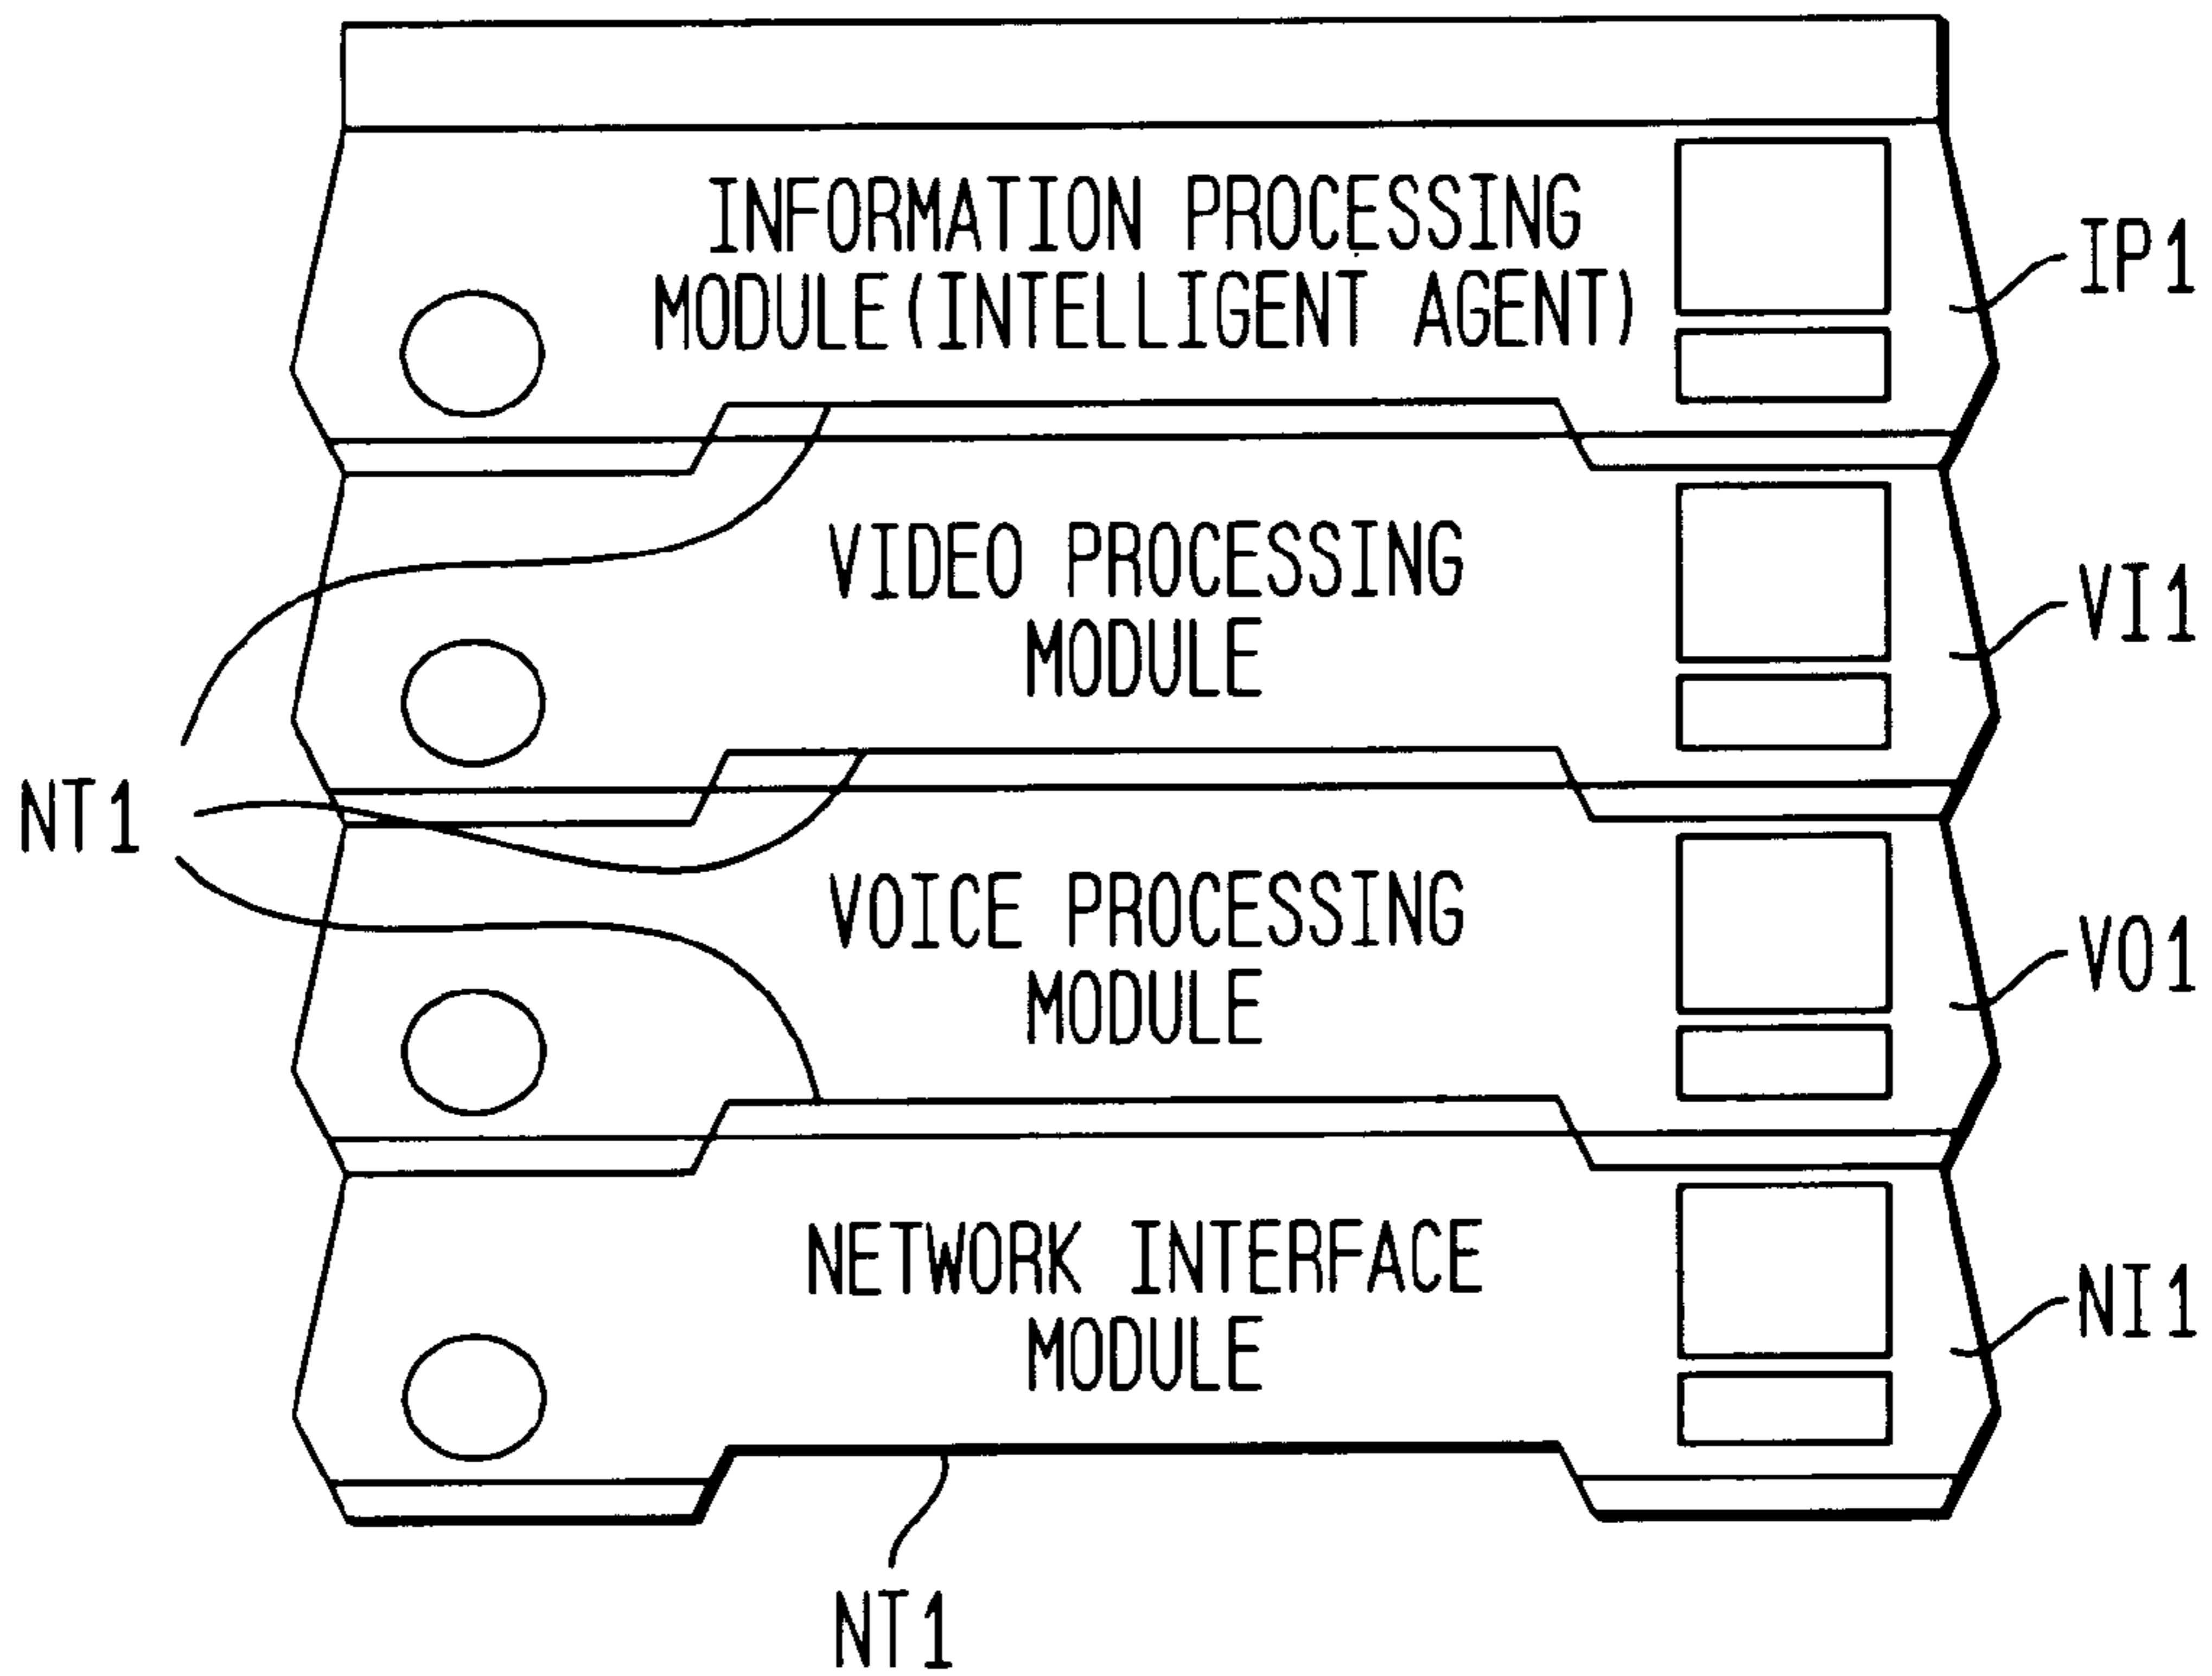 INFORMATION PROCESSING
MODULE(INTELLIGENT AGENT)
IP1
VIDEO PROCESSING
MODULE
VI1
NT1
VOICE PROCESSING
MODULE
VO1
NETWORK INTERFACE
MODULE
NI1
NT1